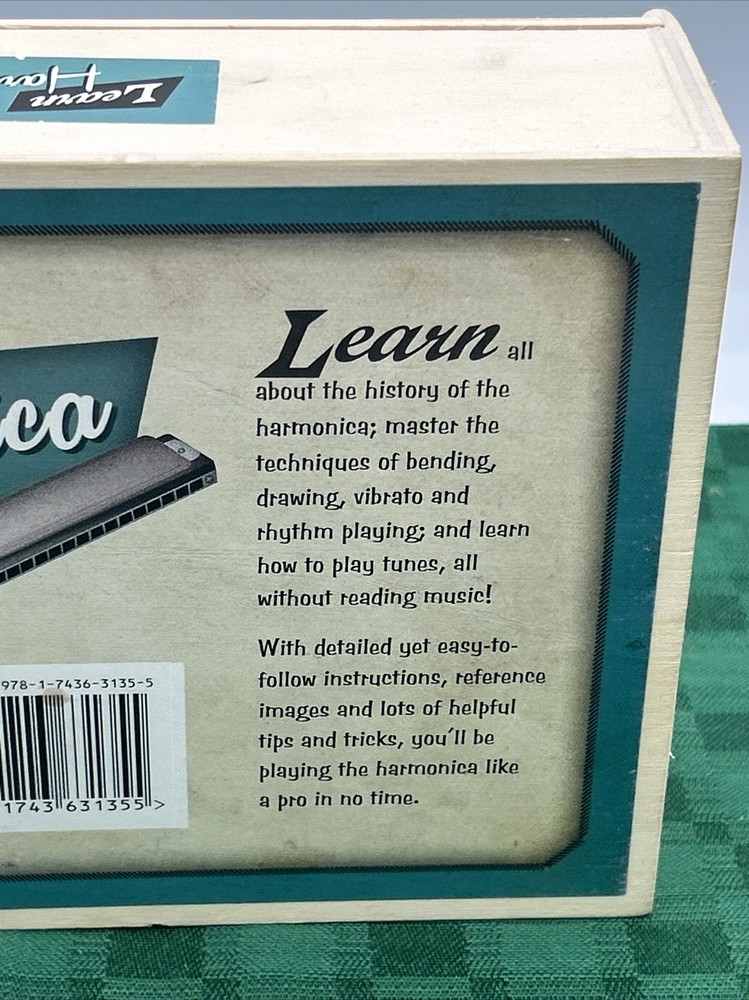 Learn
Har
ica
Learn all
about the history of the
harmonica; master the
techniques of bending,
drawing, vibrato and
rhythm playing; and learn
how to play tunes, all
without reading music!
With detailed yet easy-to-
follow instructions, reference
images and lots of helpful
tips and tricks, you'll be
playing the harmonica like
a pro in no time.
978-1-7436-3135-5
1743 631355 >